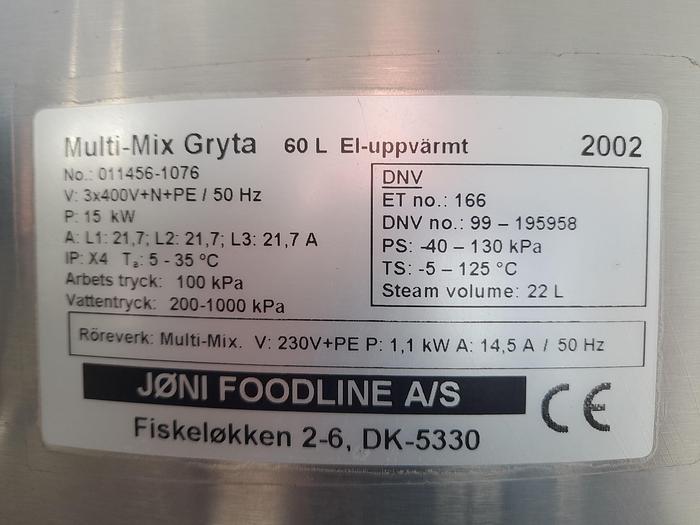 Multi-Mix Gryta 60 L El-uppvärmt 2002
No.: 011456-1076
V: 3x400V+N+PE / 50 Hz
P: 15 kW
A: L1: 21,7; L2: 21,7; L3: 21,7 A
IP: X4 Tₐ: 5 - 35 °C
Arbets tryck: 100 kPa
Vattentryck: 200-1000 kPa
DNV
ET no.: 166
DNV no.: 99 – 195958
PS: -40 – 130 kPa
TS: -5 – 125 °C
Steam volume: 22 L
Röreverk: Multi-Mix. V: 230V+PE P: 1,1 kW A: 14,5 A / 50 Hz
JØNI FOODLINE A/S
Fiskeløkken 2-6, DK-5330
CE